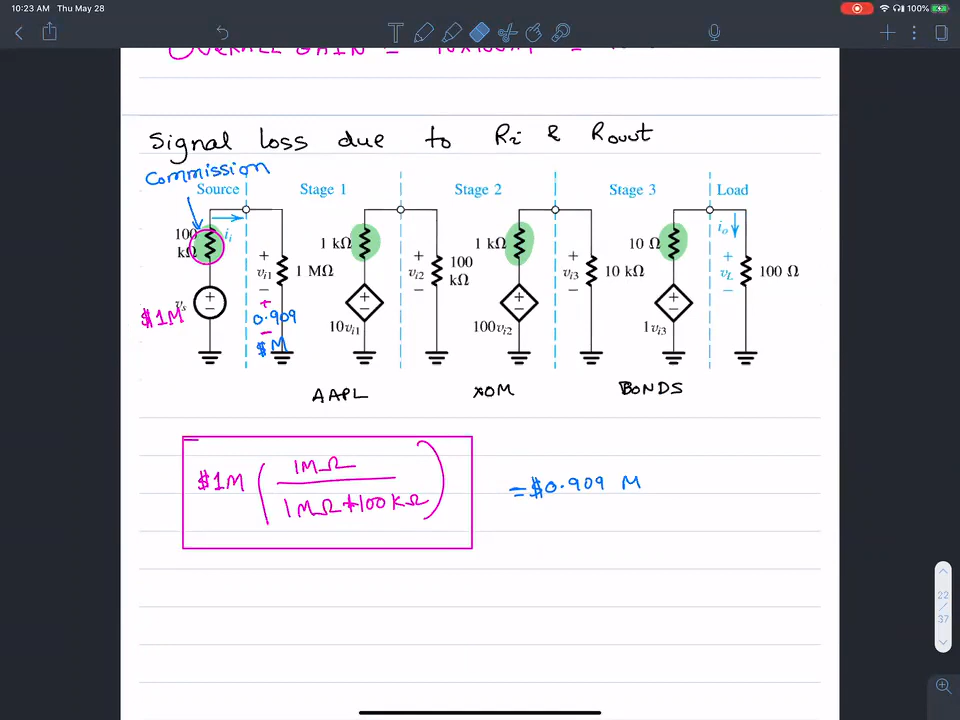 10:23 AM Thu May 28
100%
OVERALL GAIN =
Signal loss due to Ri & Rout
Commission
Source Stage 1 Stage 2 Stage 3 Load
100 kΩ
ii
1 kΩ
1 kΩ
10 Ω
io
+ vi1 −
1 MΩ
+ vi2 −
100 kΩ
+ vi3 −
10 kΩ
+ vL −
100 Ω
vs
$1M
+
0.909
−
$M
10vi1
100vi2
1vi3
AAPL XOM BONDS
$1M ( 1MΩ / 1MΩ+100KΩ )
= $0.909 M
22
/
37